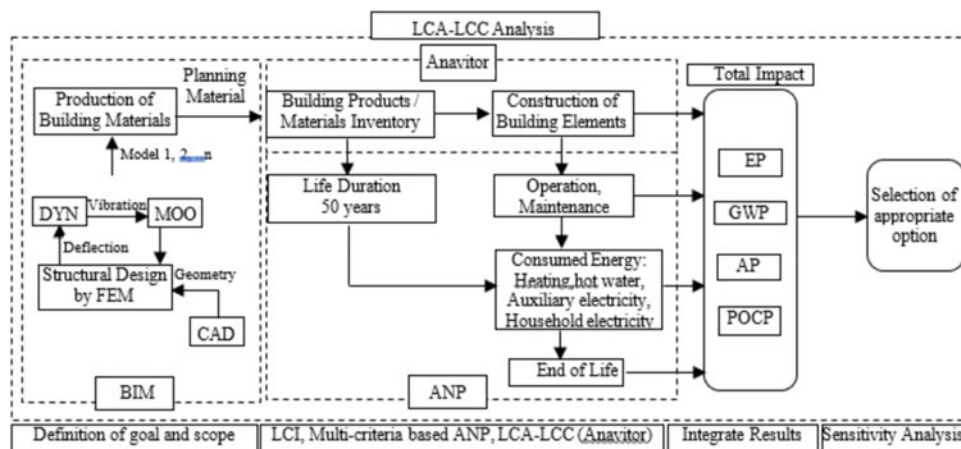 LCA-LCC Analysis
Anavitor
Planning
Material
Total Impact
Production of
Building Materials
Building Products /
Materials Inventory
Construction of
Building Elements
Model 1, 2,...n
EP
Life Duration
50 years
Operation,
Maintenance
Selection of
appropriate
option
DYN
Vibration
MOO
GWP
Deflection
Structural Design
by FEM
Geometry
Consumed Energy:
Heating,hot water,
Auxiliary electricity,
Household electricity
AP
CAD
POCP
End of Life
BIM
ANP
Definition of goal and scope
LCI, Multi-criteria based ANP, LCA-LCC (Anavitor)
Integrate Results
Sensitivity Analysis